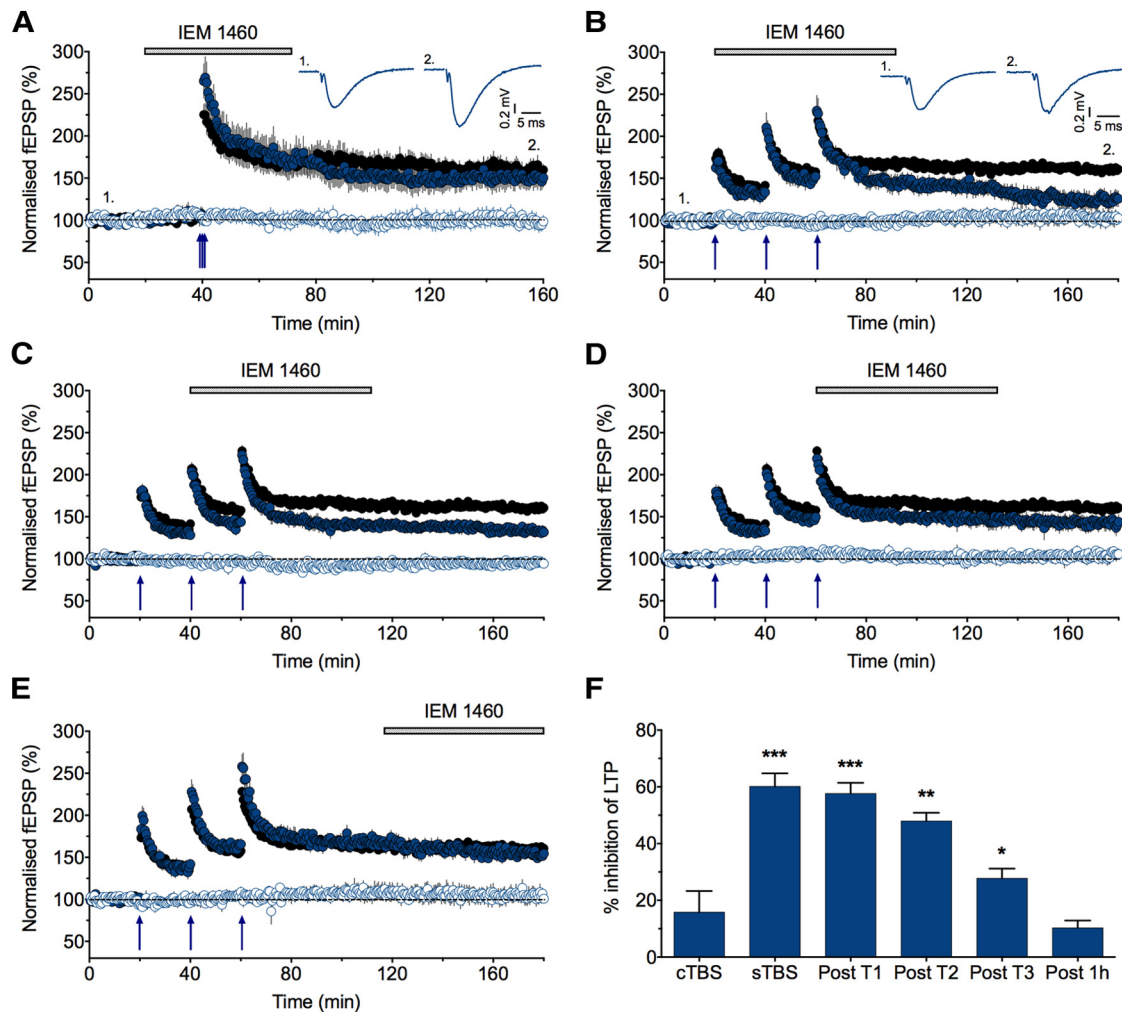 A
IEM 1460
Normalised fEPSP (%)
300
250
200
150
100
50
1.
2.
0.2 mV
5 ms
1.
2.
0
40
80
120
160
Time (min)
B
IEM 1460
Normalised fEPSP (%)
300
250
200
150
100
50
1.
2.
0.2 mV
5 ms
1.
2.
0
40
80
120
160
Time (min)
C
IEM 1460
Normalised fEPSP (%)
300
250
200
150
100
50
0
40
80
120
160
Time (min)
D
IEM 1460
Normalised fEPSP (%)
300
250
200
150
100
50
0
40
80
120
160
Time (min)
E
IEM 1460
Normalised fEPSP (%)
300
250
200
150
100
50
0
40
80
120
160
Time (min)
F
% inhibition of LTP
80
60
40
20
0
***
***
**
*
cTBS
sTBS
Post T1
Post T2
Post T3
Post 1h